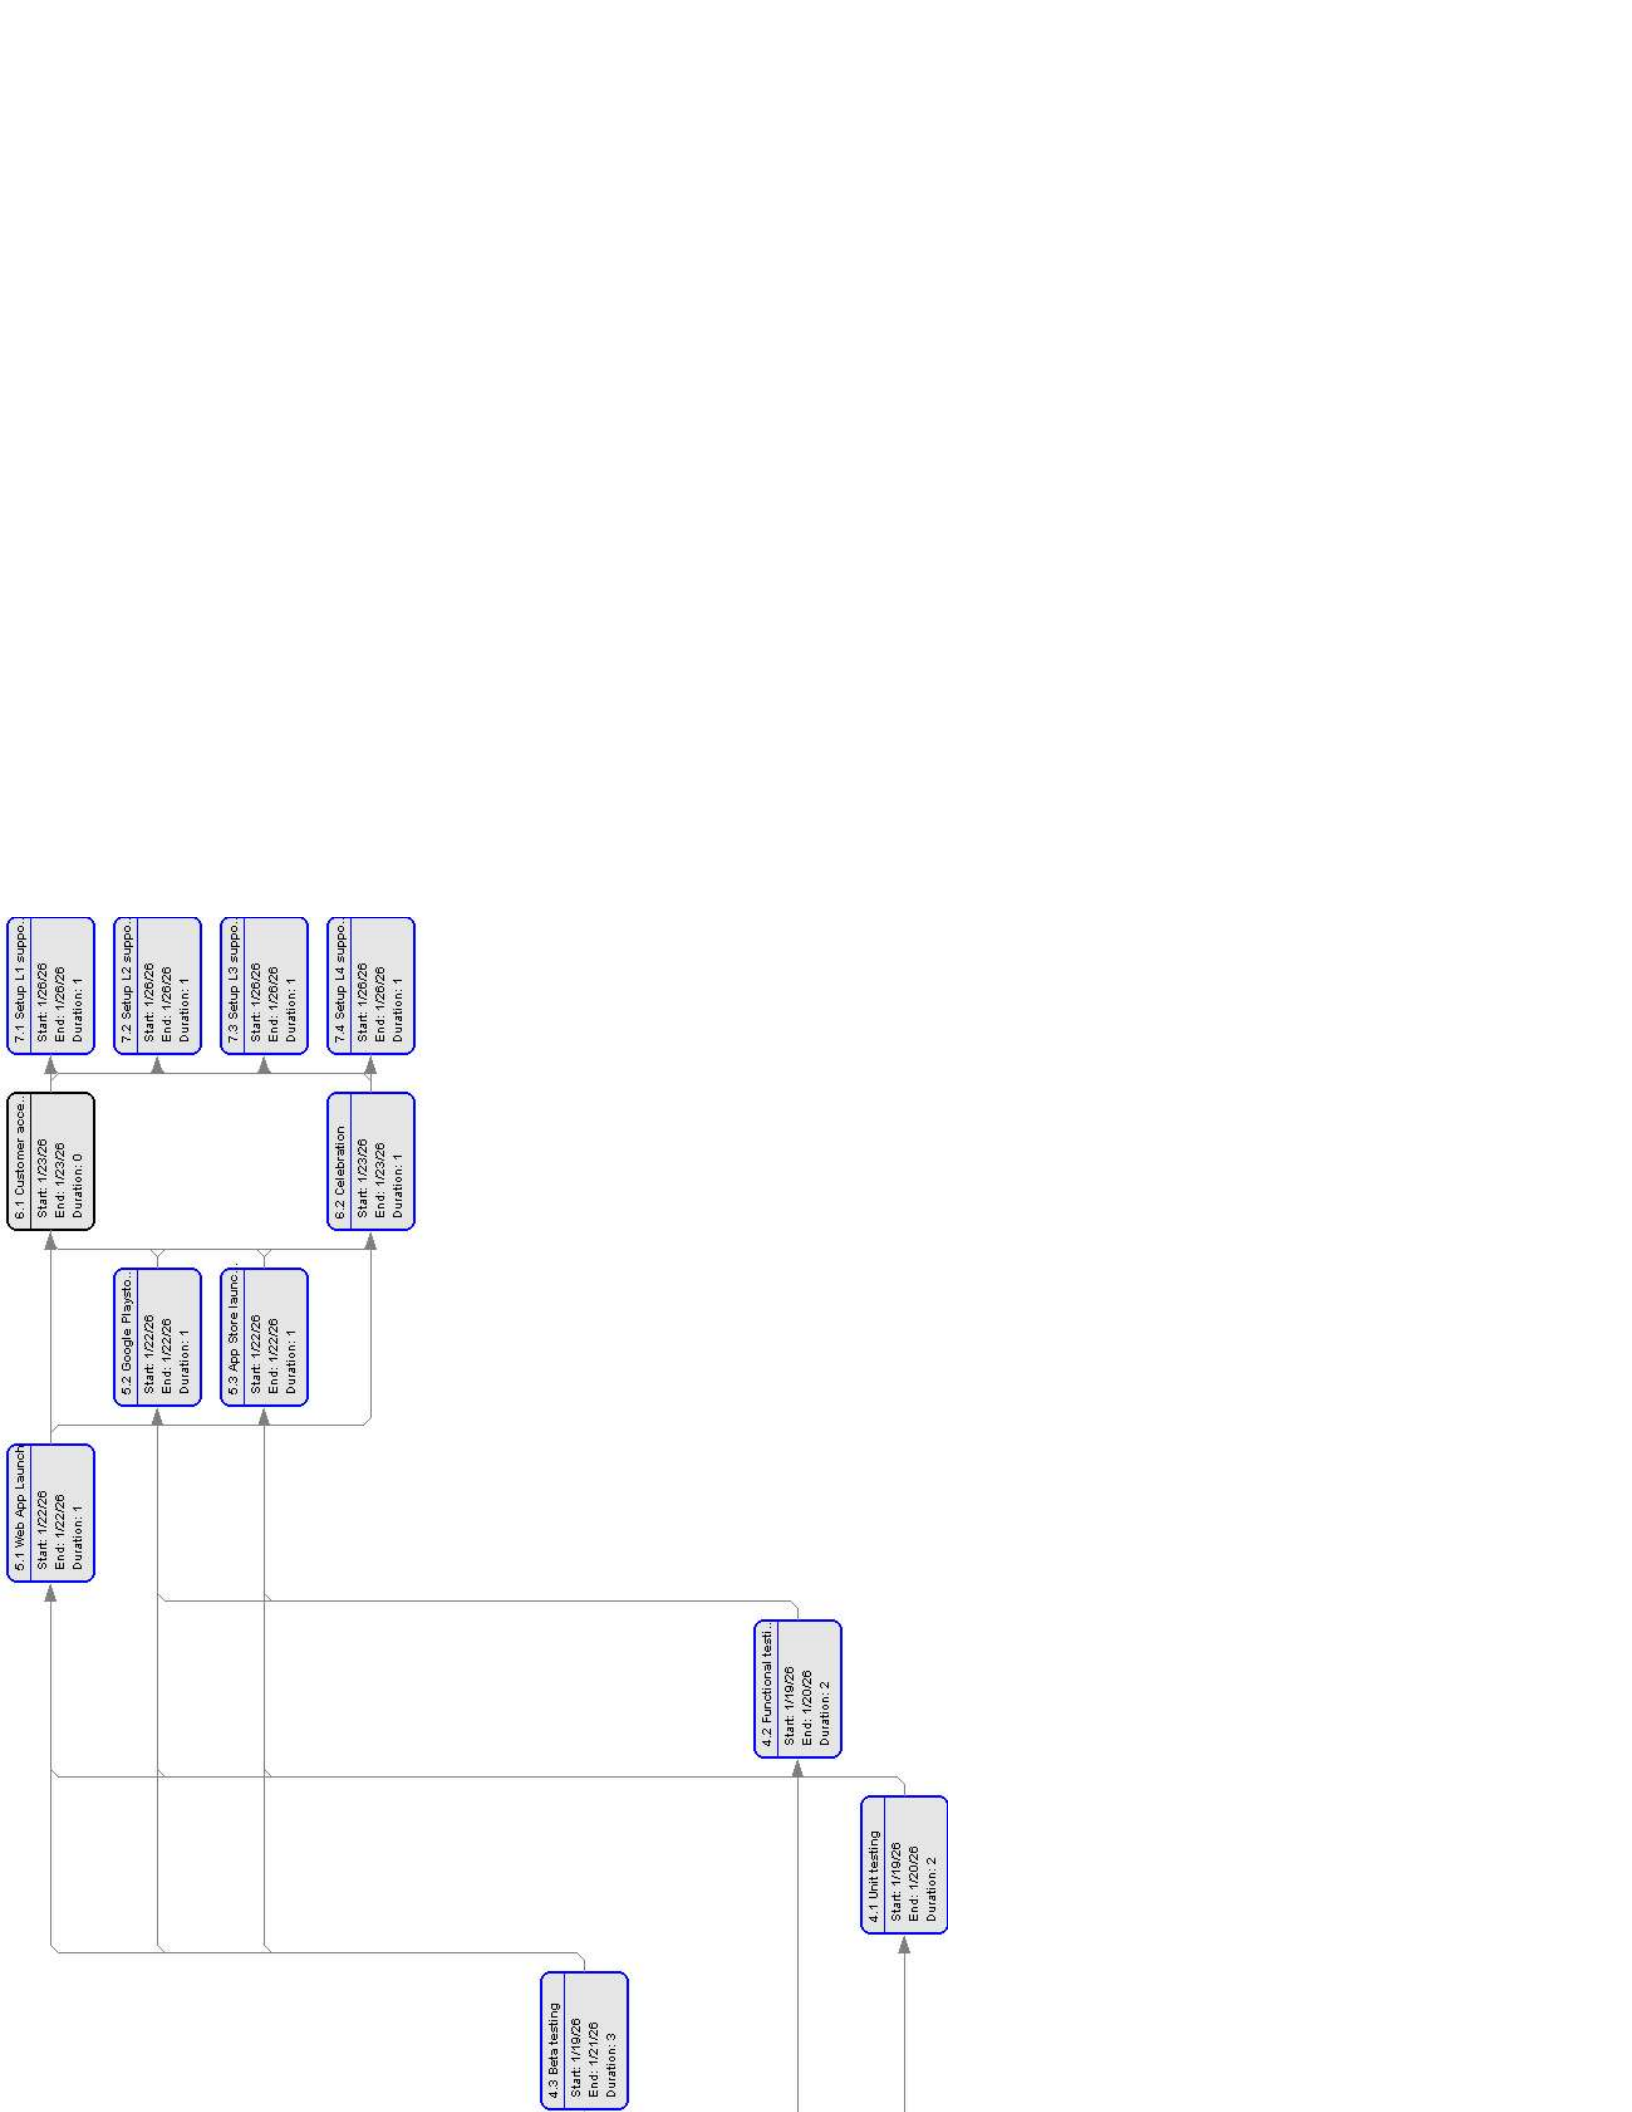 7.1 Setup L1 suppo..
Start: 1/26/26
End: 1/26/26
Duration: 1
7.2 Setup L2 suppo..
Start: 1/26/26
End: 1/26/26
Duration: 1
7.3 Setup L3 suppo..
Start: 1/26/26
End: 1/26/26
Duration: 1
7.4 Setup L4 suppo..
Start: 1/26/26
End: 1/26/26
Duration: 1
6.1 Customer acce..
Start: 1/23/26
End: 1/23/26
Duration: 0
6.2 Celebration
Start: 1/23/26
End: 1/23/26
Duration: 1
5.2 Google Playsto..
Start: 1/22/26
End: 1/22/26
Duration: 1
5.3 App Store launc...
Start: 1/22/26
End: 1/22/26
Duration: 1
5.1 Web App Launch
Start: 1/22/26
End: 1/22/26
Duration: 1
4.2 Functional testi..
Start: 1/19/26
End: 1/20/26
Duration: 2
4.1 Unit testing
Start: 1/19/26
End: 1/20/26
Duration: 2
4.3 Beta testing
Start: 1/19/26
End: 1/21/26
Duration: 3